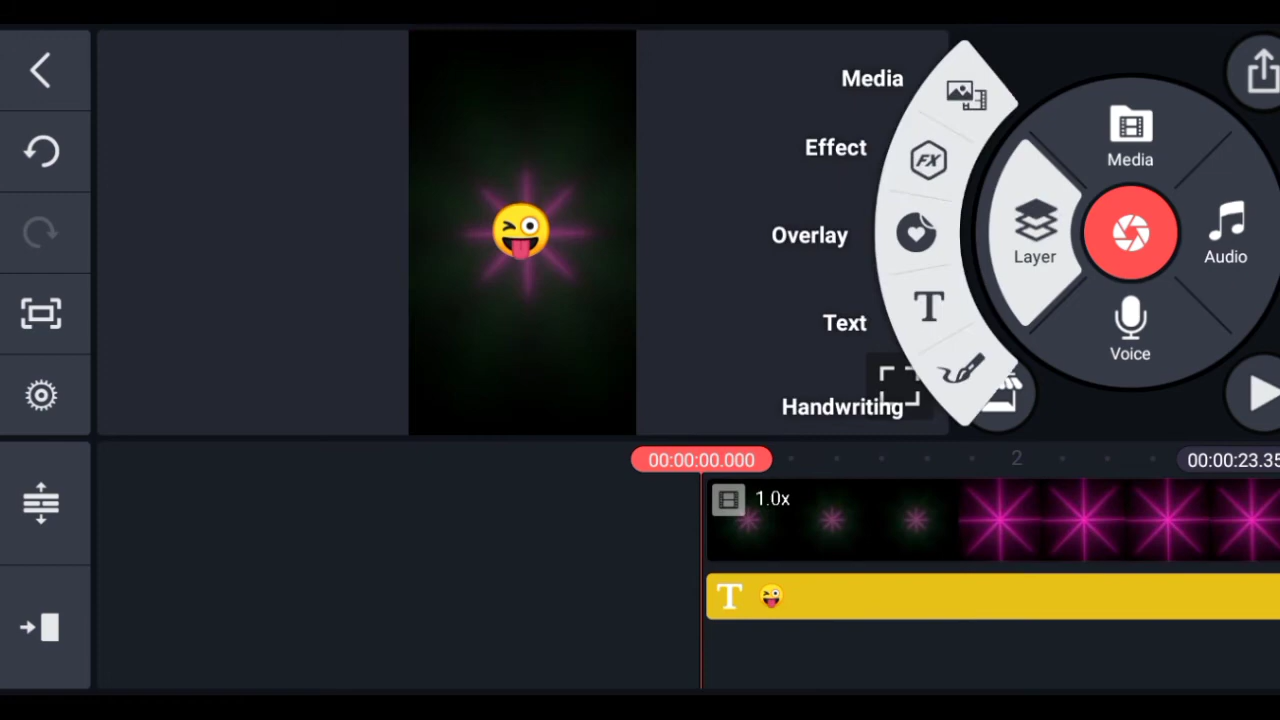 Media
Effect
Overlay
Text
Handwriting
Media
Layer
Audio
Voice
00:00:00.000
2
00:00:23.35
1.0x
T 😜